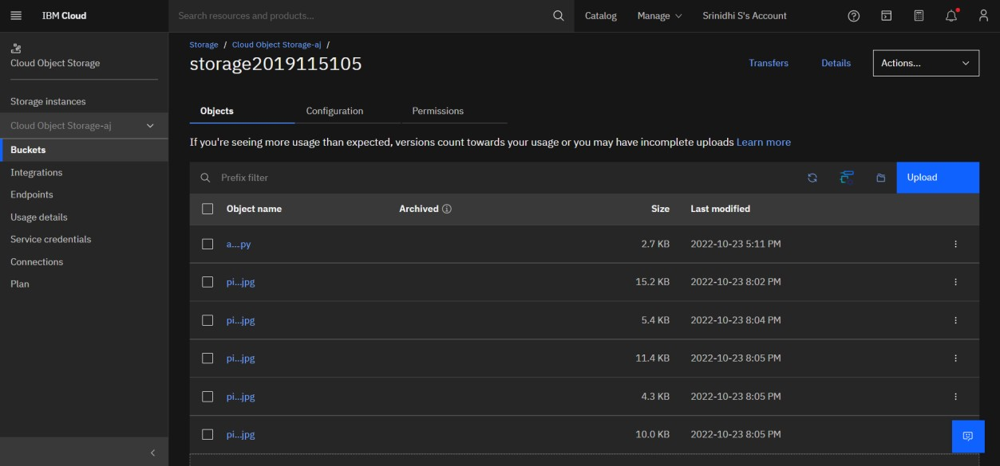 IBM Cloud
Search resources and products...
Catalog
Manage
Srinidhi S's Account
Cloud Object Storage
Storage instances
Cloud Object Storage-aj
Buckets
Integrations
Endpoints
Usage details
Service credentials
Connections
Plan
Storage / Cloud Object Storage-aj /
storage2019115105
Transfers
Details
Actions...
Objects
Configuration
Permissions
If you're seeing more usage than expected, versions count towards your usage or you may have incomplete uploads Learn more
Prefix filter
Upload
Object name Archived Size Last modified
a...py 2.7 KB 2022-10-23 5:11 PM
pi...jpg 15.2 KB 2022-10-23 8:02 PM
pi...jpg 5.4 KB 2022-10-23 8:04 PM
pi...jpg 11.4 KB 2022-10-23 8:05 PM
pi...jpg 4.3 KB 2022-10-23 8:05 PM
pi...jpg 10.0 KB 2022-10-23 8:05 PM